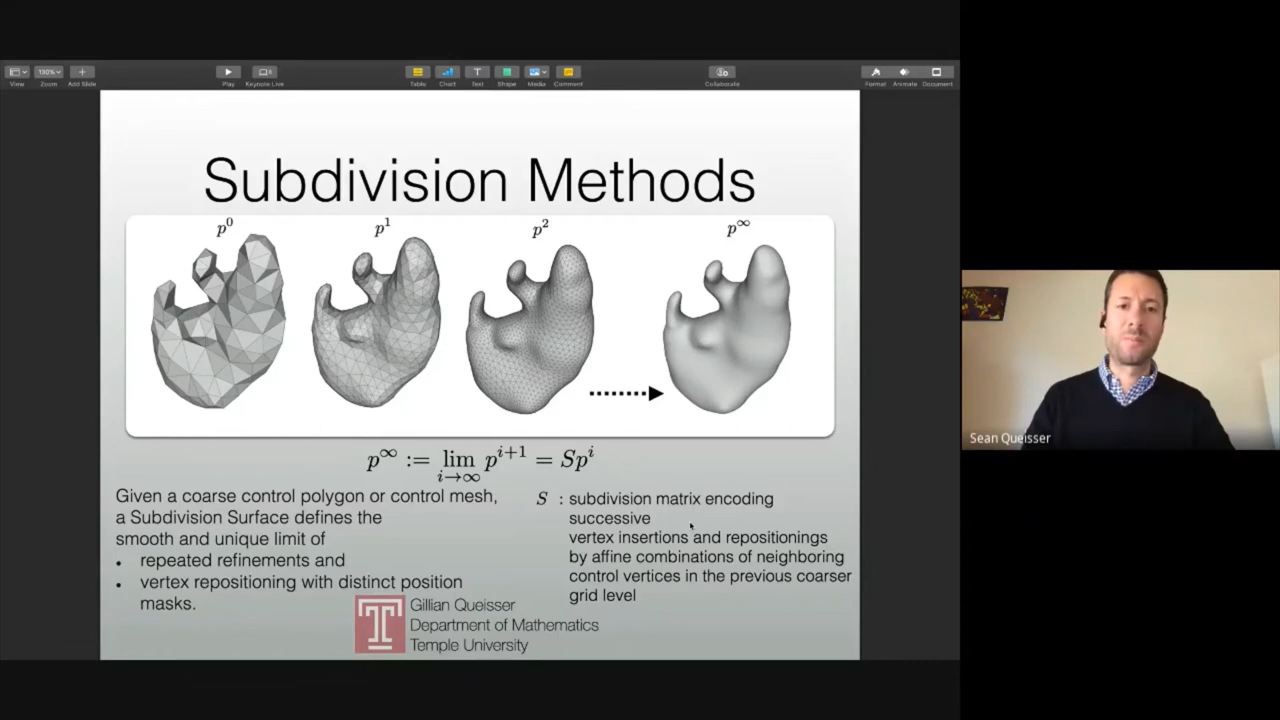 View
130%
Zoom
Add Slide
Play
Keynote Live
Table
Chart
T
Text
Shape
Media
Comment
Collaborate
Format
Animate
Document
Subdivision Methods
p⁰ p¹ p² p^∞
p^∞ := lim_{i→∞} p^{i+1} = Sp^i
Given a coarse control polygon or control mesh,
a Subdivision Surface defines the
smooth and unique limit of
• repeated refinements and
• vertex repositioning with distinct position
masks.
S : subdivision matrix encoding
successive
vertex insertions and repositionings
by affine combinations of neighboring
control vertices in the previous coarser
grid level
Gillian Queisser
Department of Mathematics
Temple University
Sean Queisser